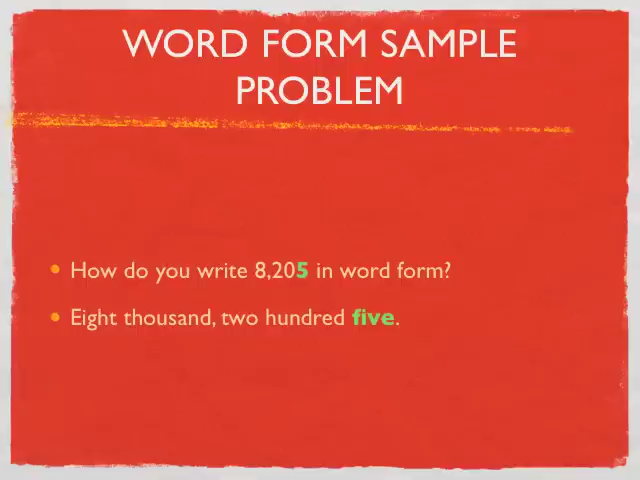 WORD FORM SAMPLE
PROBLEM
• How do you write 8,205 in word form?
• Eight thousand, two hundred five.